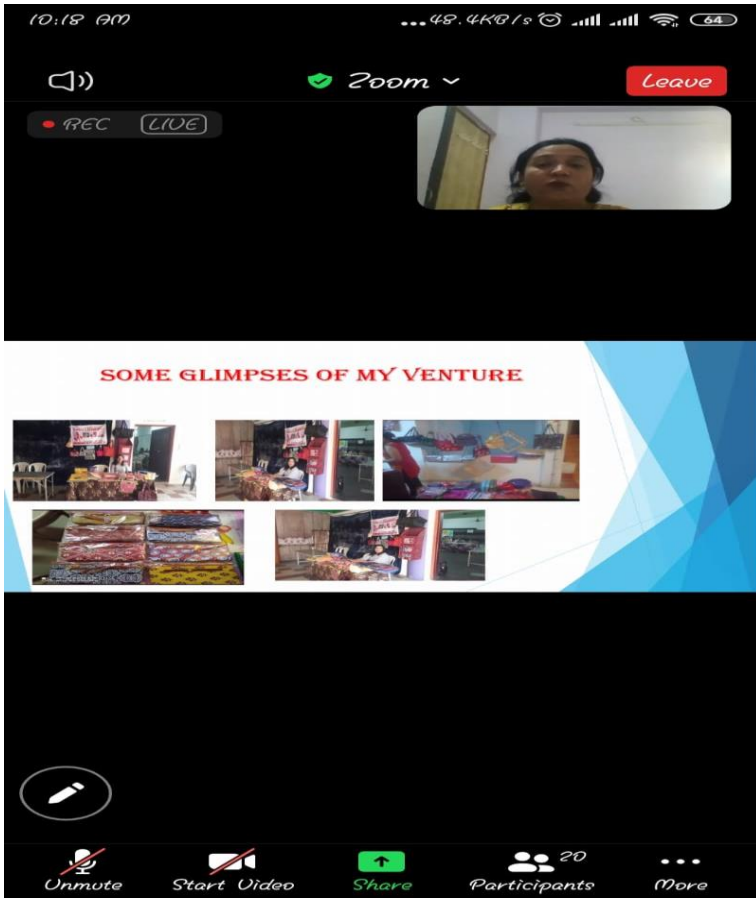 10:18 AM
...48.4KB/s 64
Zoom
Leave
REC LIVE
SOME GLIMPSES OF MY VENTURE
20
Unmute Start Video Share Participants More